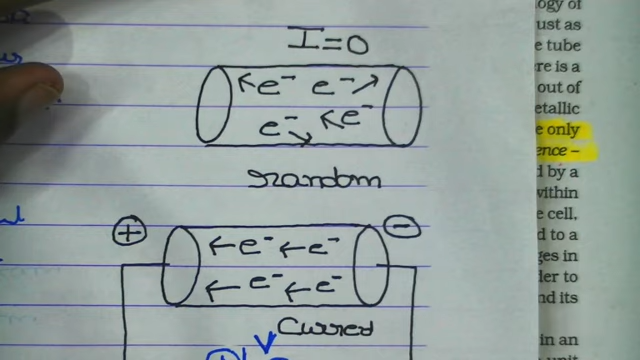 I=0
e⁻ e⁻
e⁻ e⁻
Random
+ −
e⁻ e⁻
e⁻ e⁻
Curred
ogy of
ust as
e tube
re is a
out of
etallic
e only
ence –
d by a
within
e cell,
d to a
ges in
der to
nd its
in an